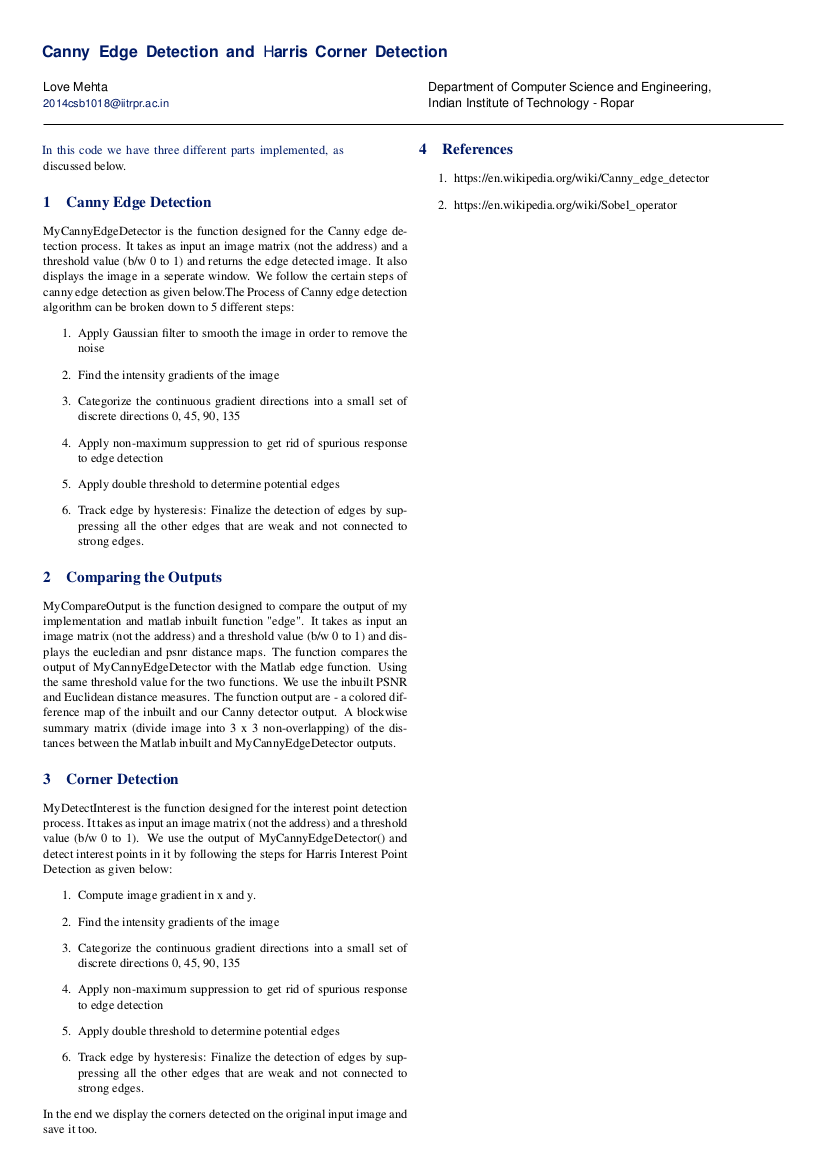 Canny Edge Detection and Harris Corner Detection
Love Mehta
2014csb1018@iitrpr.ac.in
Department of Computer Science and Engineering,
Indian Institute of Technology - Ropar
In this code we have three different parts implemented, as
discussed below.
1 Canny Edge Detection
MyCannyEdgeDetector is the function designed for the Canny edge de-
tection process. It takes as input an image matrix (not the address) and a
threshold value (b/w 0 to 1) and returns the edge detected image. It also
displays the image in a seperate window. We follow the certain steps of
canny edge detection as given below.The Process of Canny edge detection
algorithm can be broken down to 5 different steps:
1. Apply Gaussian filter to smooth the image in order to remove the
noise
2. Find the intensity gradients of the image
3. Categorize the continuous gradient directions into a small set of
discrete directions 0, 45, 90, 135
4. Apply non-maximum suppression to get rid of spurious response
to edge detection
5. Apply double threshold to determine potential edges
6. Track edge by hysteresis: Finalize the detection of edges by sup-
pressing all the other edges that are weak and not connected to
strong edges.
2 Comparing the Outputs
MyCompareOutput is the function designed to compare the output of my
implementation and matlab inbuilt function "edge". It takes as input an
image matrix (not the address) and a threshold value (b/w 0 to 1) and dis-
plays the eucledian and psnr distance maps. The function compares the
output of MyCannyEdgeDetector with the Matlab edge function. Using
the same threshold value for the two functions. We use the inbuilt PSNR
and Euclidean distance measures. The function output are - a colored dif-
ference map of the inbuilt and our Canny detector output. A blockwise
summary matrix (divide image into 3 x 3 non-overlapping) of the dis-
tances between the Matlab inbuilt and MyCannyEdgeDetector outputs.
3 Corner Detection
MyDetectInterest is the function designed for the interest point detection
process. It takes as input an image matrix (not the address) and a threshold
value (b/w 0 to 1). We use the output of MyCannyEdgeDetector() and
detect interest points in it by following the steps for Harris Interest Point
Detection as given below:
1. Compute image gradient in x and y.
2. Find the intensity gradients of the image
3. Categorize the continuous gradient directions into a small set of
discrete directions 0, 45, 90, 135
4. Apply non-maximum suppression to get rid of spurious response
to edge detection
5. Apply double threshold to determine potential edges
6. Track edge by hysteresis: Finalize the detection of edges by sup-
pressing all the other edges that are weak and not connected to
strong edges.
In the end we display the corners detected on the original input image and
save it too.
4 References
1. https://en.wikipedia.org/wiki/Canny_edge_detector
2. https://en.wikipedia.org/wiki/Sobel_operator